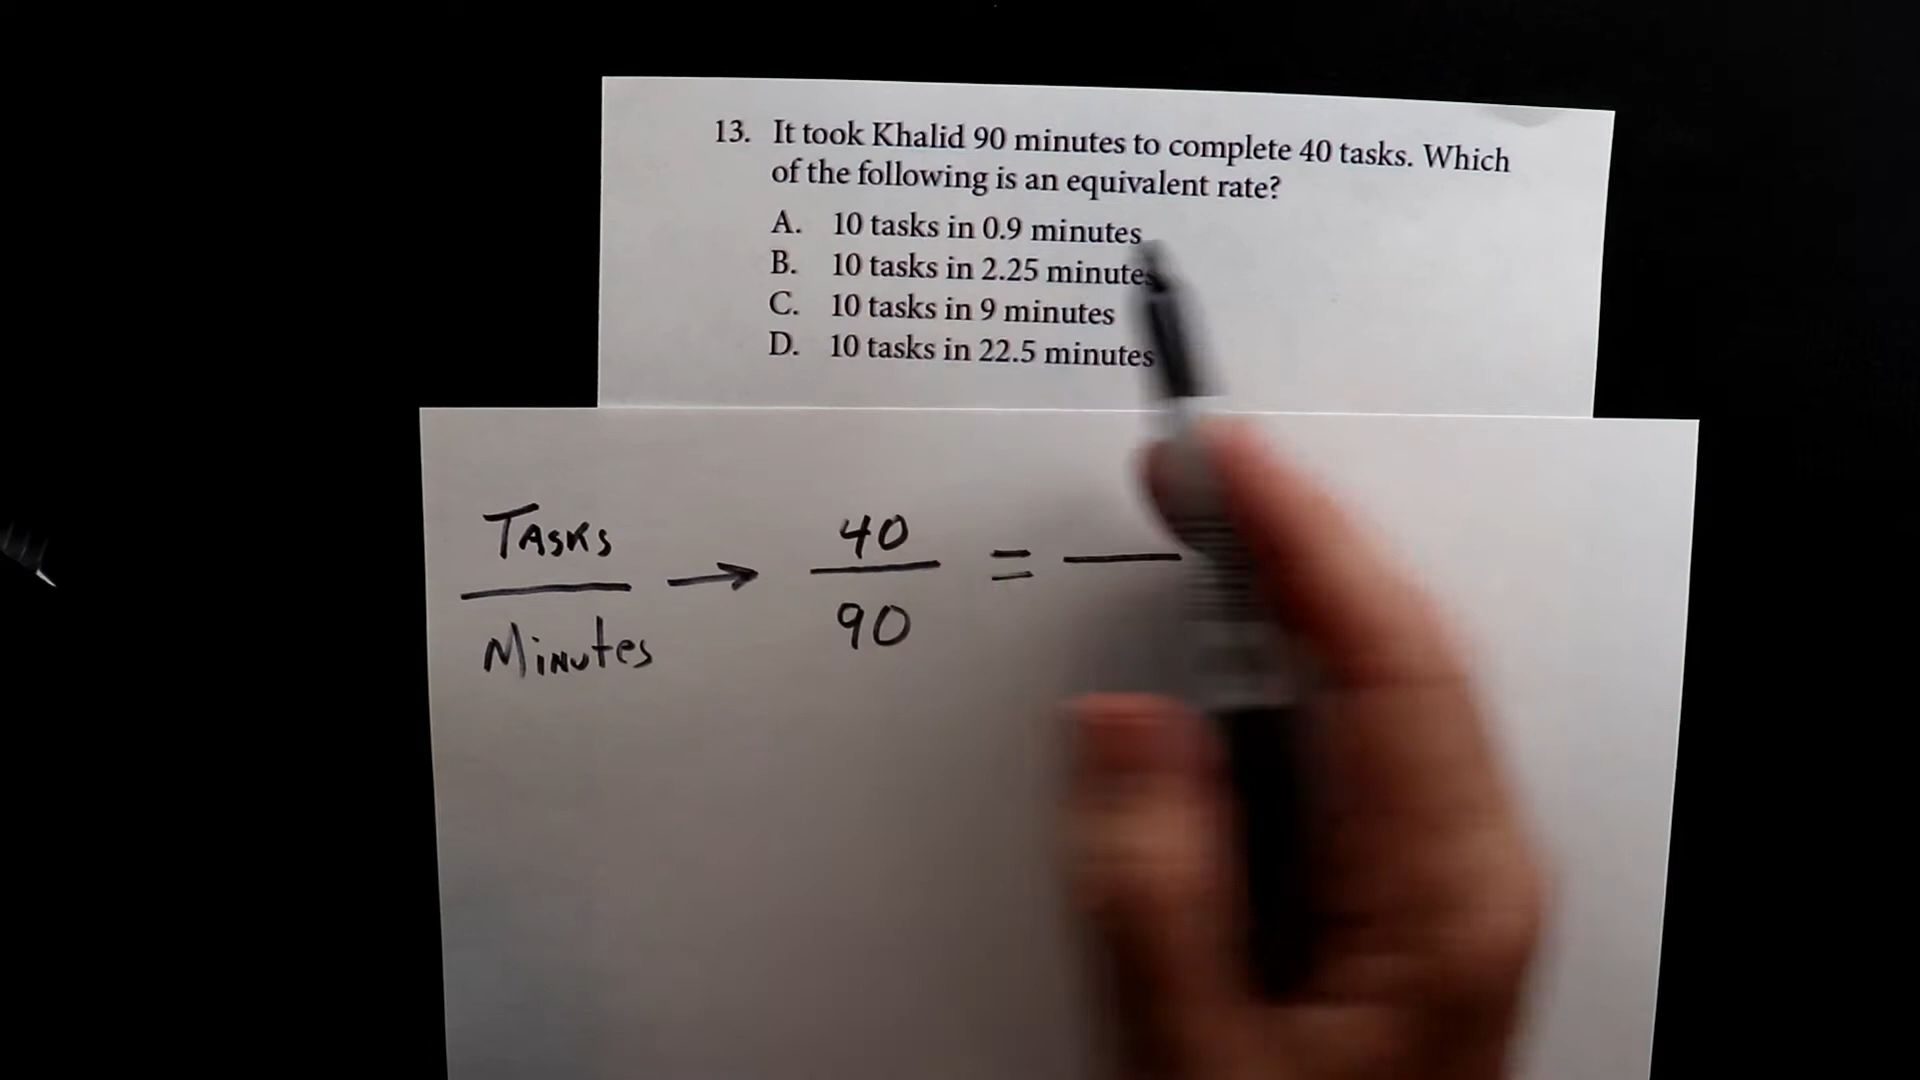 13. It took Khalid 90 minutes to complete 40 tasks. Which
of the following is an equivalent rate?
A. 10 tasks in 0.9 minutes
B. 10 tasks in 2.25 minutes
C. 10 tasks in 9 minutes
D. 10 tasks in 22.5 minutes
Tasks 40
→ =
Minutes 90